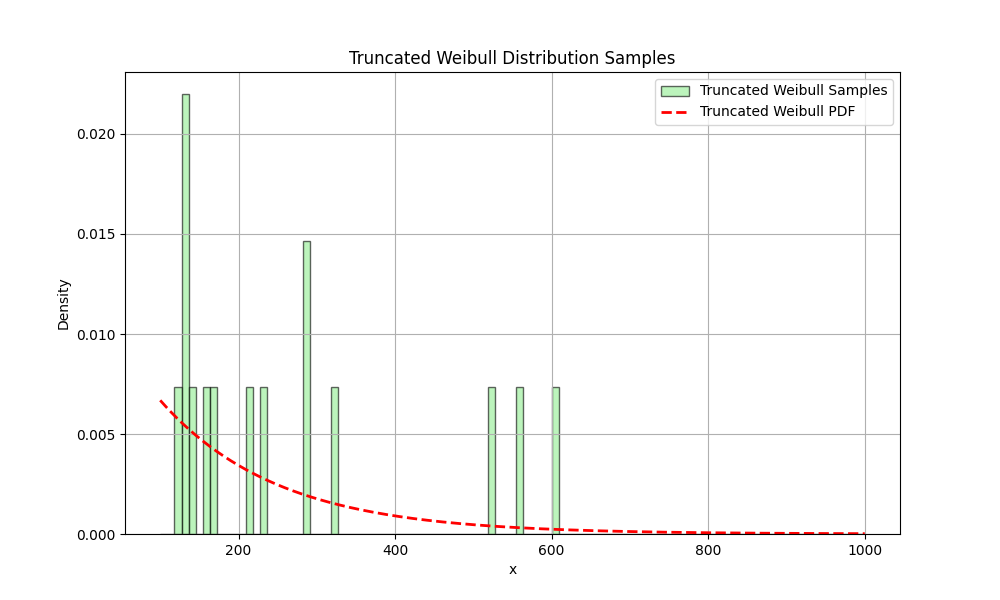 Truncated Weibull Distribution Samples
Truncated Weibull Samples
Truncated Weibull PDF
Density
0.020
0.015
0.010
0.005
0.000
200
400
600
800
1000
x